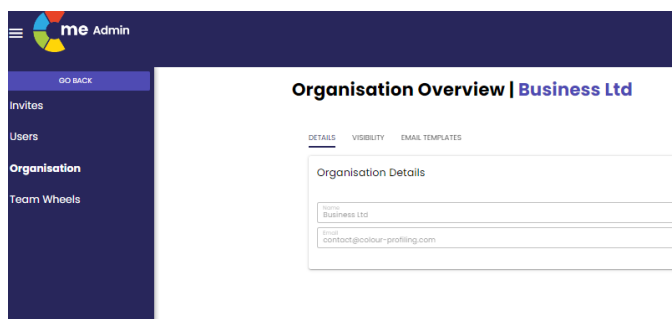 me Admin
GO BACK
Invites
Users
Organisation
Team Wheels
Organisation Overview | Business Ltd
DETAILS VISIBILITY EMAIL TEMPLATES
Organisation Details
Name
Business Ltd
Email
contact@colour-profiling.com